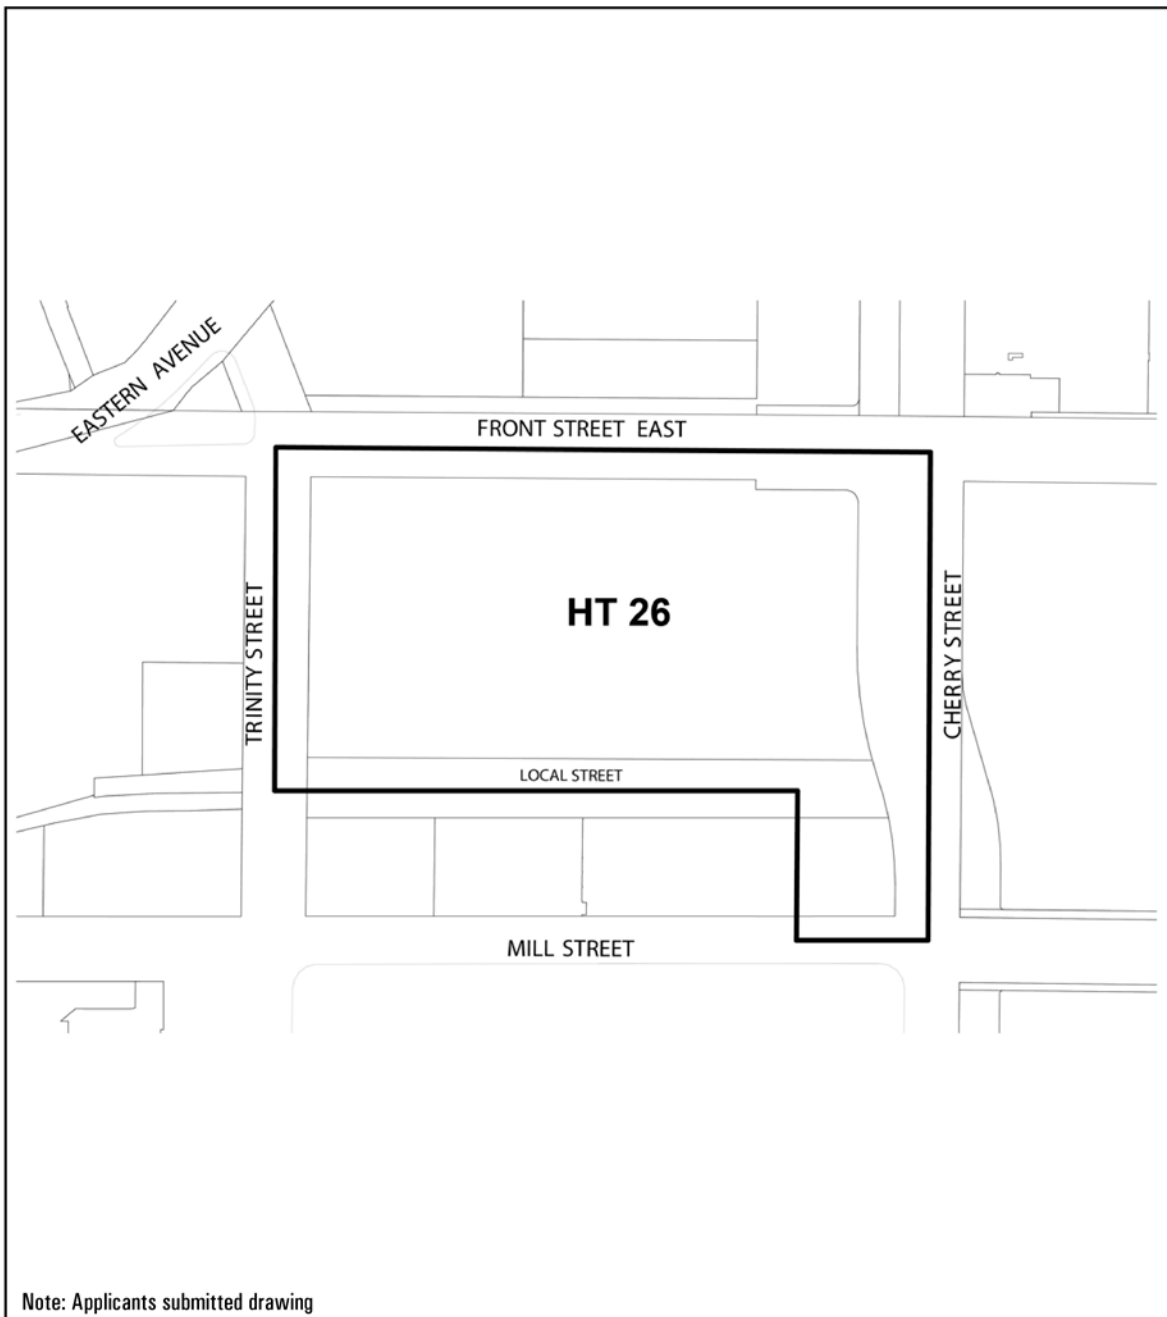 EASTERN AVENUE
FRONT STREET EAST
HT 26
TRINITY STREET
CHERRY STREET
LOCAL STREET
MILL STREET
Note: Applicants submitted drawing